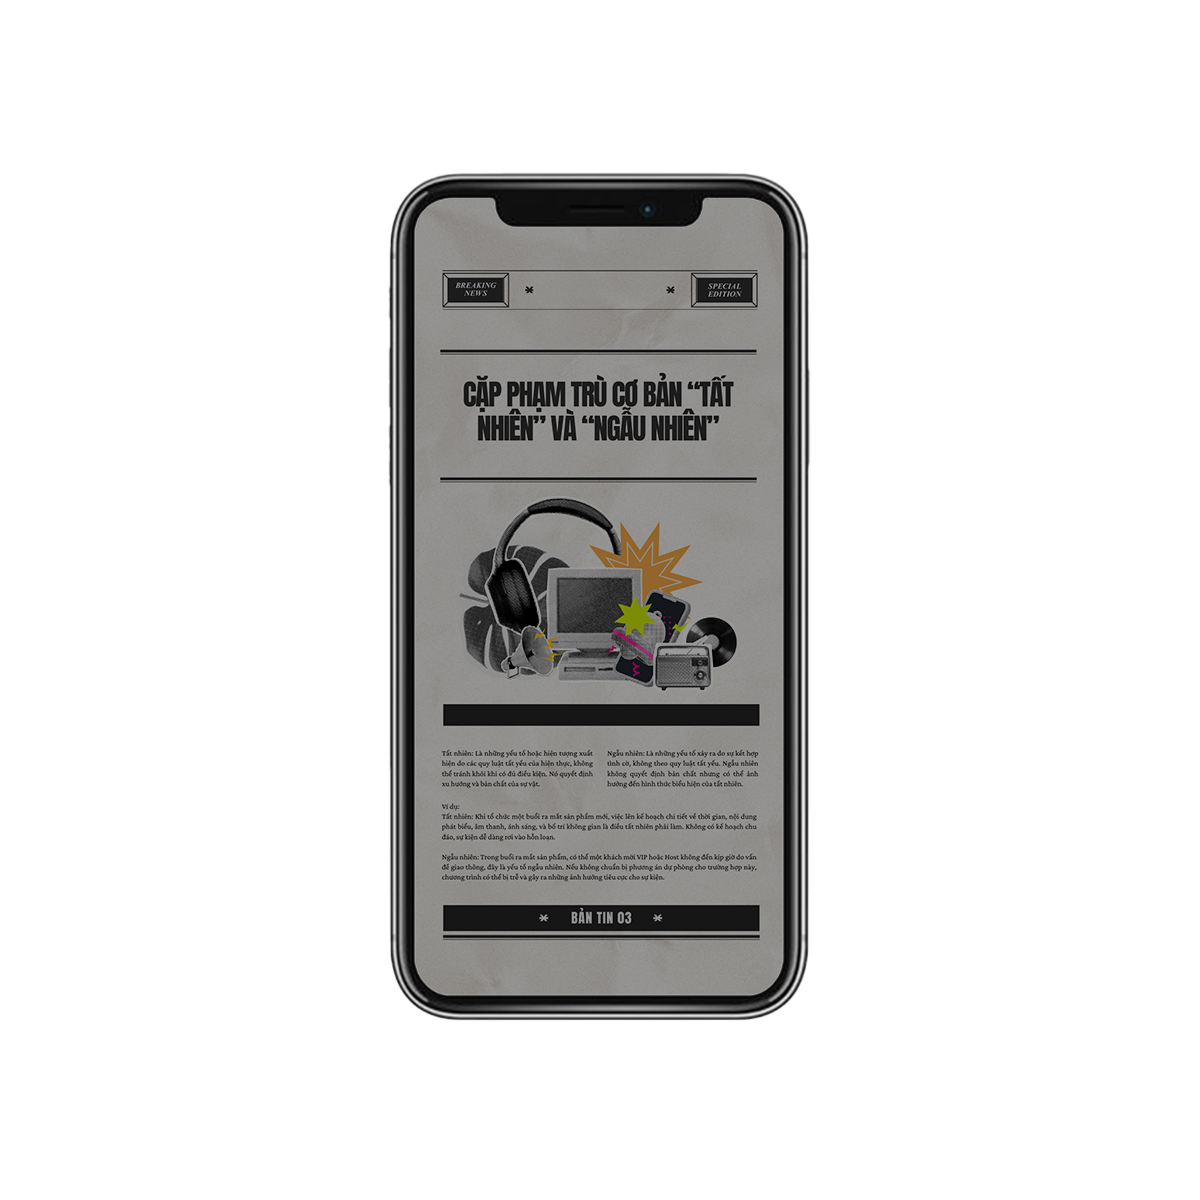 BREAKING
NEWS
SPECIAL
EDITION
CẶP PHẠM TRÙ CƠ BẢN “TẤT
NHIÊN” VÀ “NGẪU NHIÊN”
Tất nhiên: Là những yếu tố hoặc hiện tượng xuất
hiện do các quy luật tất yếu của hiện thực, không
thể tránh khỏi khi có đủ điều kiện. Nó quyết định
xu hướng và bản chất của sự vật.
Ngẫu nhiên: Là những yếu tố xảy ra do sự kết hợp
tình cờ, không theo quy luật tất yếu. Ngẫu nhiên
không quyết định bản chất nhưng có thể ảnh
hưởng đến hình thức biểu hiện của tất nhiên.
Ví dụ:
Tất nhiên: Khi tổ chức một buổi ra mắt sản phẩm mới, việc lên kế hoạch chi tiết về thời gian, nội dung
phát biểu, âm thanh, ánh sáng, và bố trí không gian là điều tất nhiên phải làm. Không có kế hoạch chu
đáo, sự kiện dễ dàng rơi vào hỗn loạn.
Ngẫu nhiên: Trong buổi ra mắt sản phẩm, có thể một khách mời VIP hoặc Host không đến kịp giờ do vấn
đề giao thông, đây là yếu tố ngẫu nhiên. Nếu không chuẩn bị phương án dự phòng cho trường hợp này,
chương trình có thể bị trễ và gây ra những ảnh hưởng tiêu cực cho sự kiện.
BẢN TIN 03